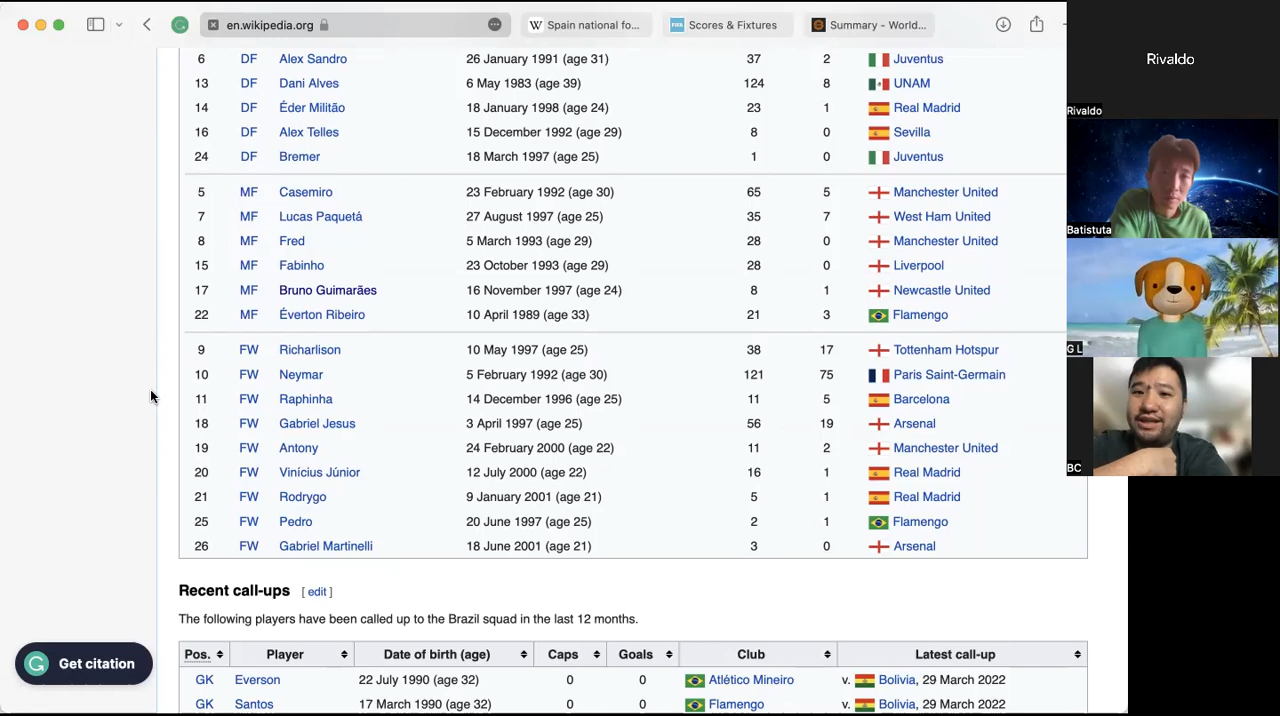 en.wikipedia.org
Spain national fo...
Scores & Fixtures
Summary - World...
6 DF Alex Sandro 26 January 1991 (age 31) 37 2 Juventus
13 DF Dani Alves 6 May 1983 (age 39) 124 8 UNAM
14 DF Éder Militão 18 January 1998 (age 24) 23 1 Real Madrid
16 DF Alex Telles 15 December 1992 (age 29) 8 0 Sevilla
24 DF Bremer 18 March 1997 (age 25) 1 0 Juventus
5 MF Casemiro 23 February 1992 (age 30) 65 5 Manchester United
7 MF Lucas Paquetá 27 August 1997 (age 25) 35 7 West Ham United
8 MF Fred 5 March 1993 (age 29) 28 0 Manchester United
15 MF Fabinho 23 October 1993 (age 29) 28 0 Liverpool
17 MF Bruno Guimarães 16 November 1997 (age 24) 8 1 Newcastle United
22 MF Éverton Ribeiro 10 April 1989 (age 33) 21 3 Flamengo
9 FW Richarlison 10 May 1997 (age 25) 38 17 Tottenham Hotspur
10 FW Neymar 5 February 1992 (age 30) 121 75 Paris Saint-Germain
11 FW Raphinha 14 December 1996 (age 25) 11 5 Barcelona
18 FW Gabriel Jesus 3 April 1997 (age 25) 56 19 Arsenal
19 FW Antony 24 February 2000 (age 22) 11 2 Manchester United
20 FW Vinícius Júnior 12 July 2000 (age 22) 16 1 Real Madrid
21 FW Rodrygo 9 January 2001 (age 21) 5 1 Real Madrid
25 FW Pedro 20 June 1997 (age 25) 2 1 Flamengo
26 FW Gabriel Martinelli 18 June 2001 (age 21) 3 0 Arsenal
Recent call-ups [ edit ]
The following players have been called up to the Brazil squad in the last 12 months.
Pos. Player Date of birth (age) Caps Goals Club Latest call-up
GK Everson 22 July 1990 (age 32) 0 0 Atlético Mineiro v. Bolivia, 29 March 2022
GK Santos 17 March 1990 (age 32) 0 0 Flamengo v. Bolivia, 29 March 2022
Get citation
Rivaldo
Rivaldo
Batistuta
G L
BC